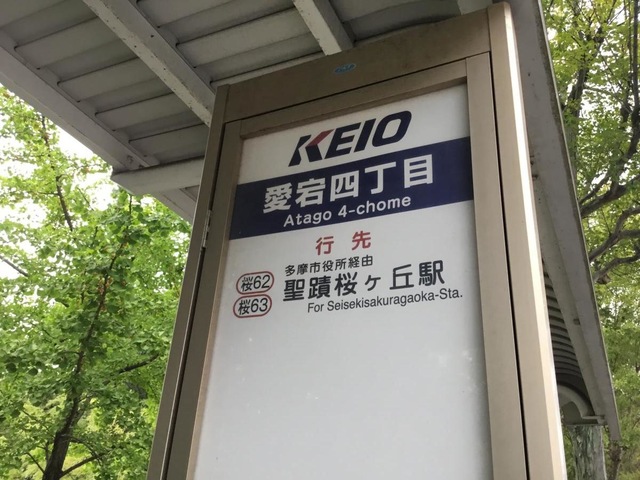 KEIO
愛宕四丁目
Atago 4-chome
行先
桜62
桜63
多摩市役所経由
聖蹟桜ヶ丘駅
For Seisekisakuragaoka-Sta.